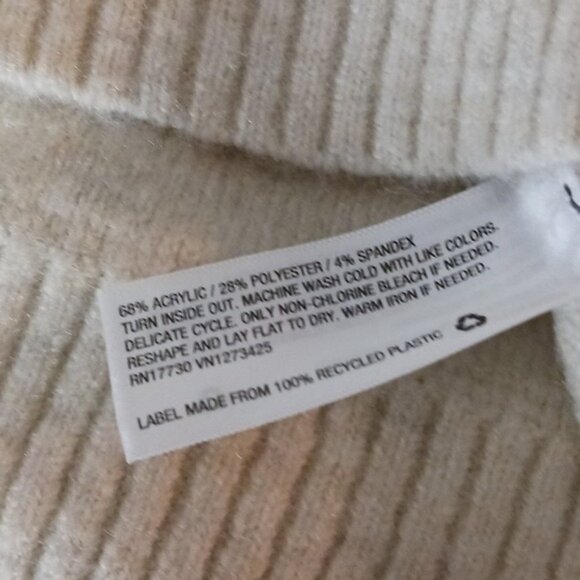 68% ACRYLIC / 28% POLYESTER / 4% SPANDEX
TURN INSIDE OUT. MACHINE WASH COLD WITH LIKE COLORS.
DELICATE CYCLE. ONLY NON-CHLORINE BLEACH IF NEEDED.
RESHAPE AND LAY FLAT TO DRY. WARM IRON IF NEEDED.
RN17730 VN1273425
LABEL MADE FROM 100% RECYCLED PLASTIC